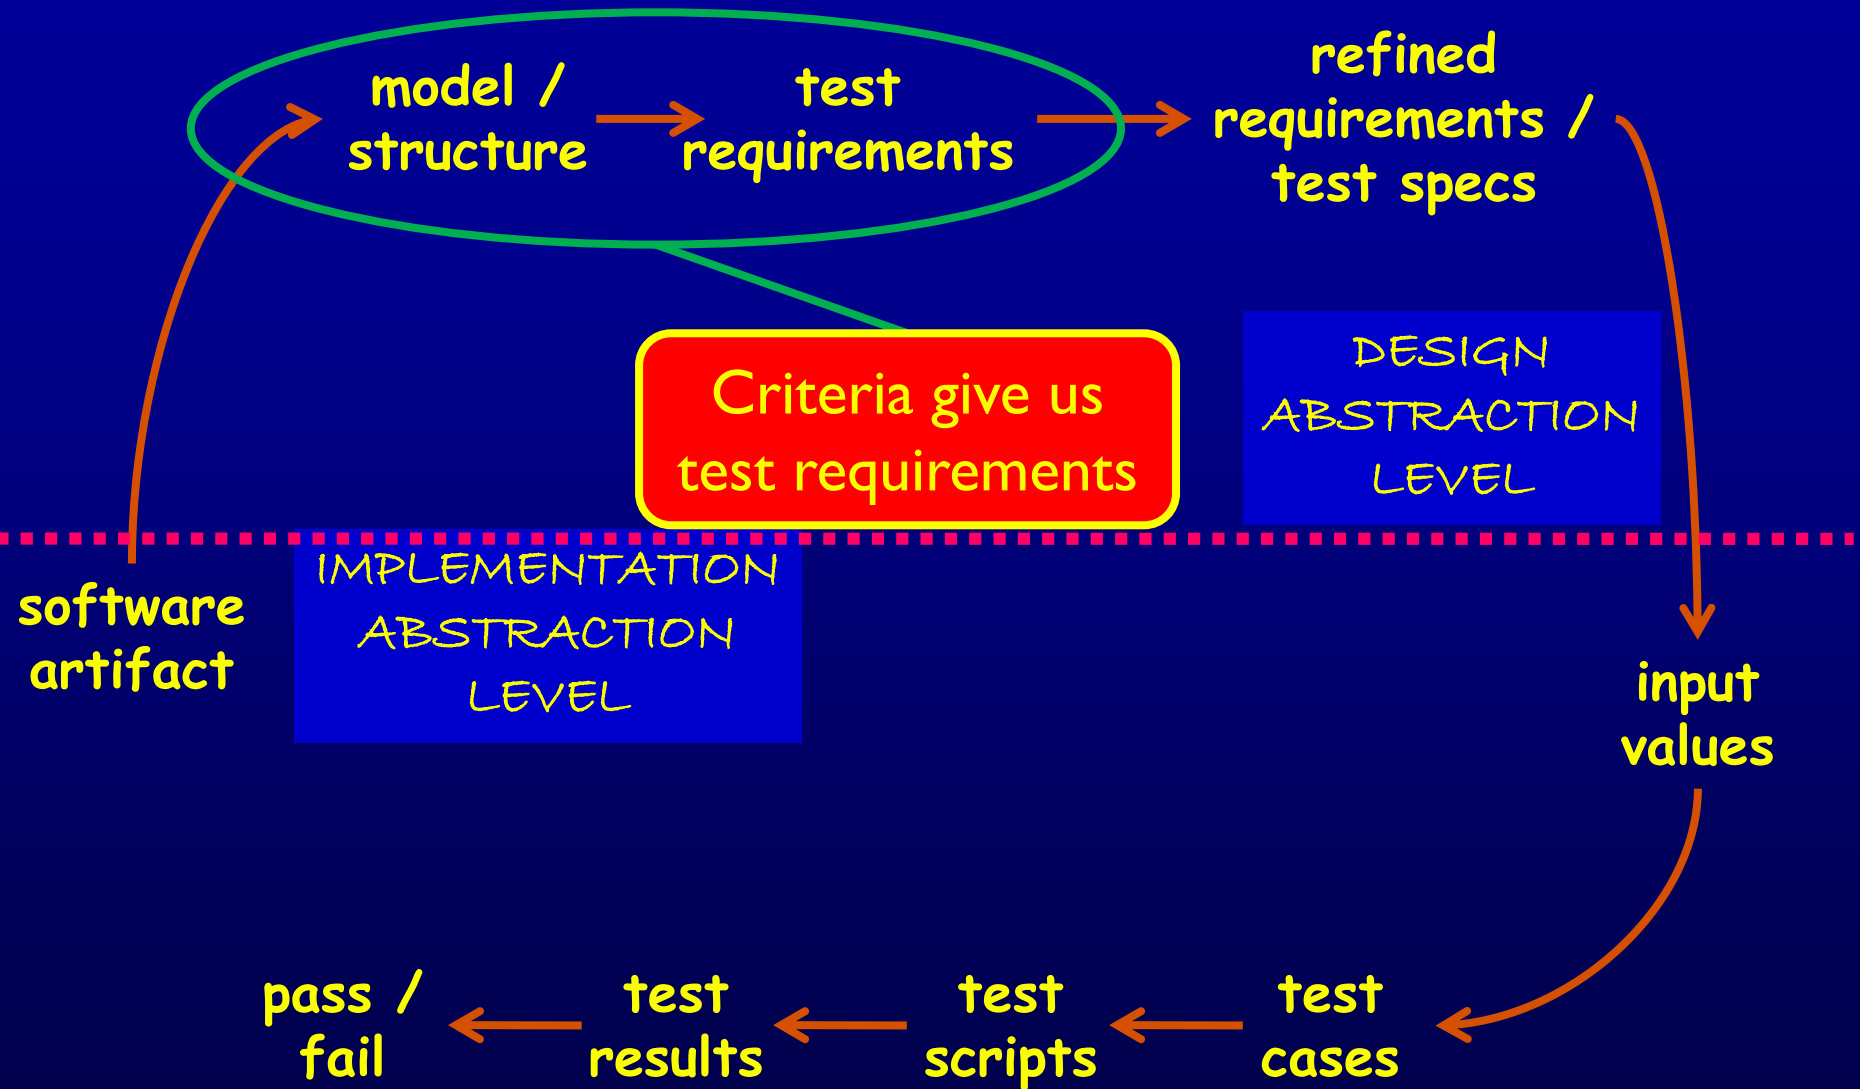 model /
structure
test
requirements
refined
requirements /
test specs
Criteria give us
test requirements
DESIGN
ABSTRACTION
LEVEL
IMPLEMENTATION
ABSTRACTION
LEVEL
software
artifact
input
values
pass /
fail
test
results
test
scripts
test
cases